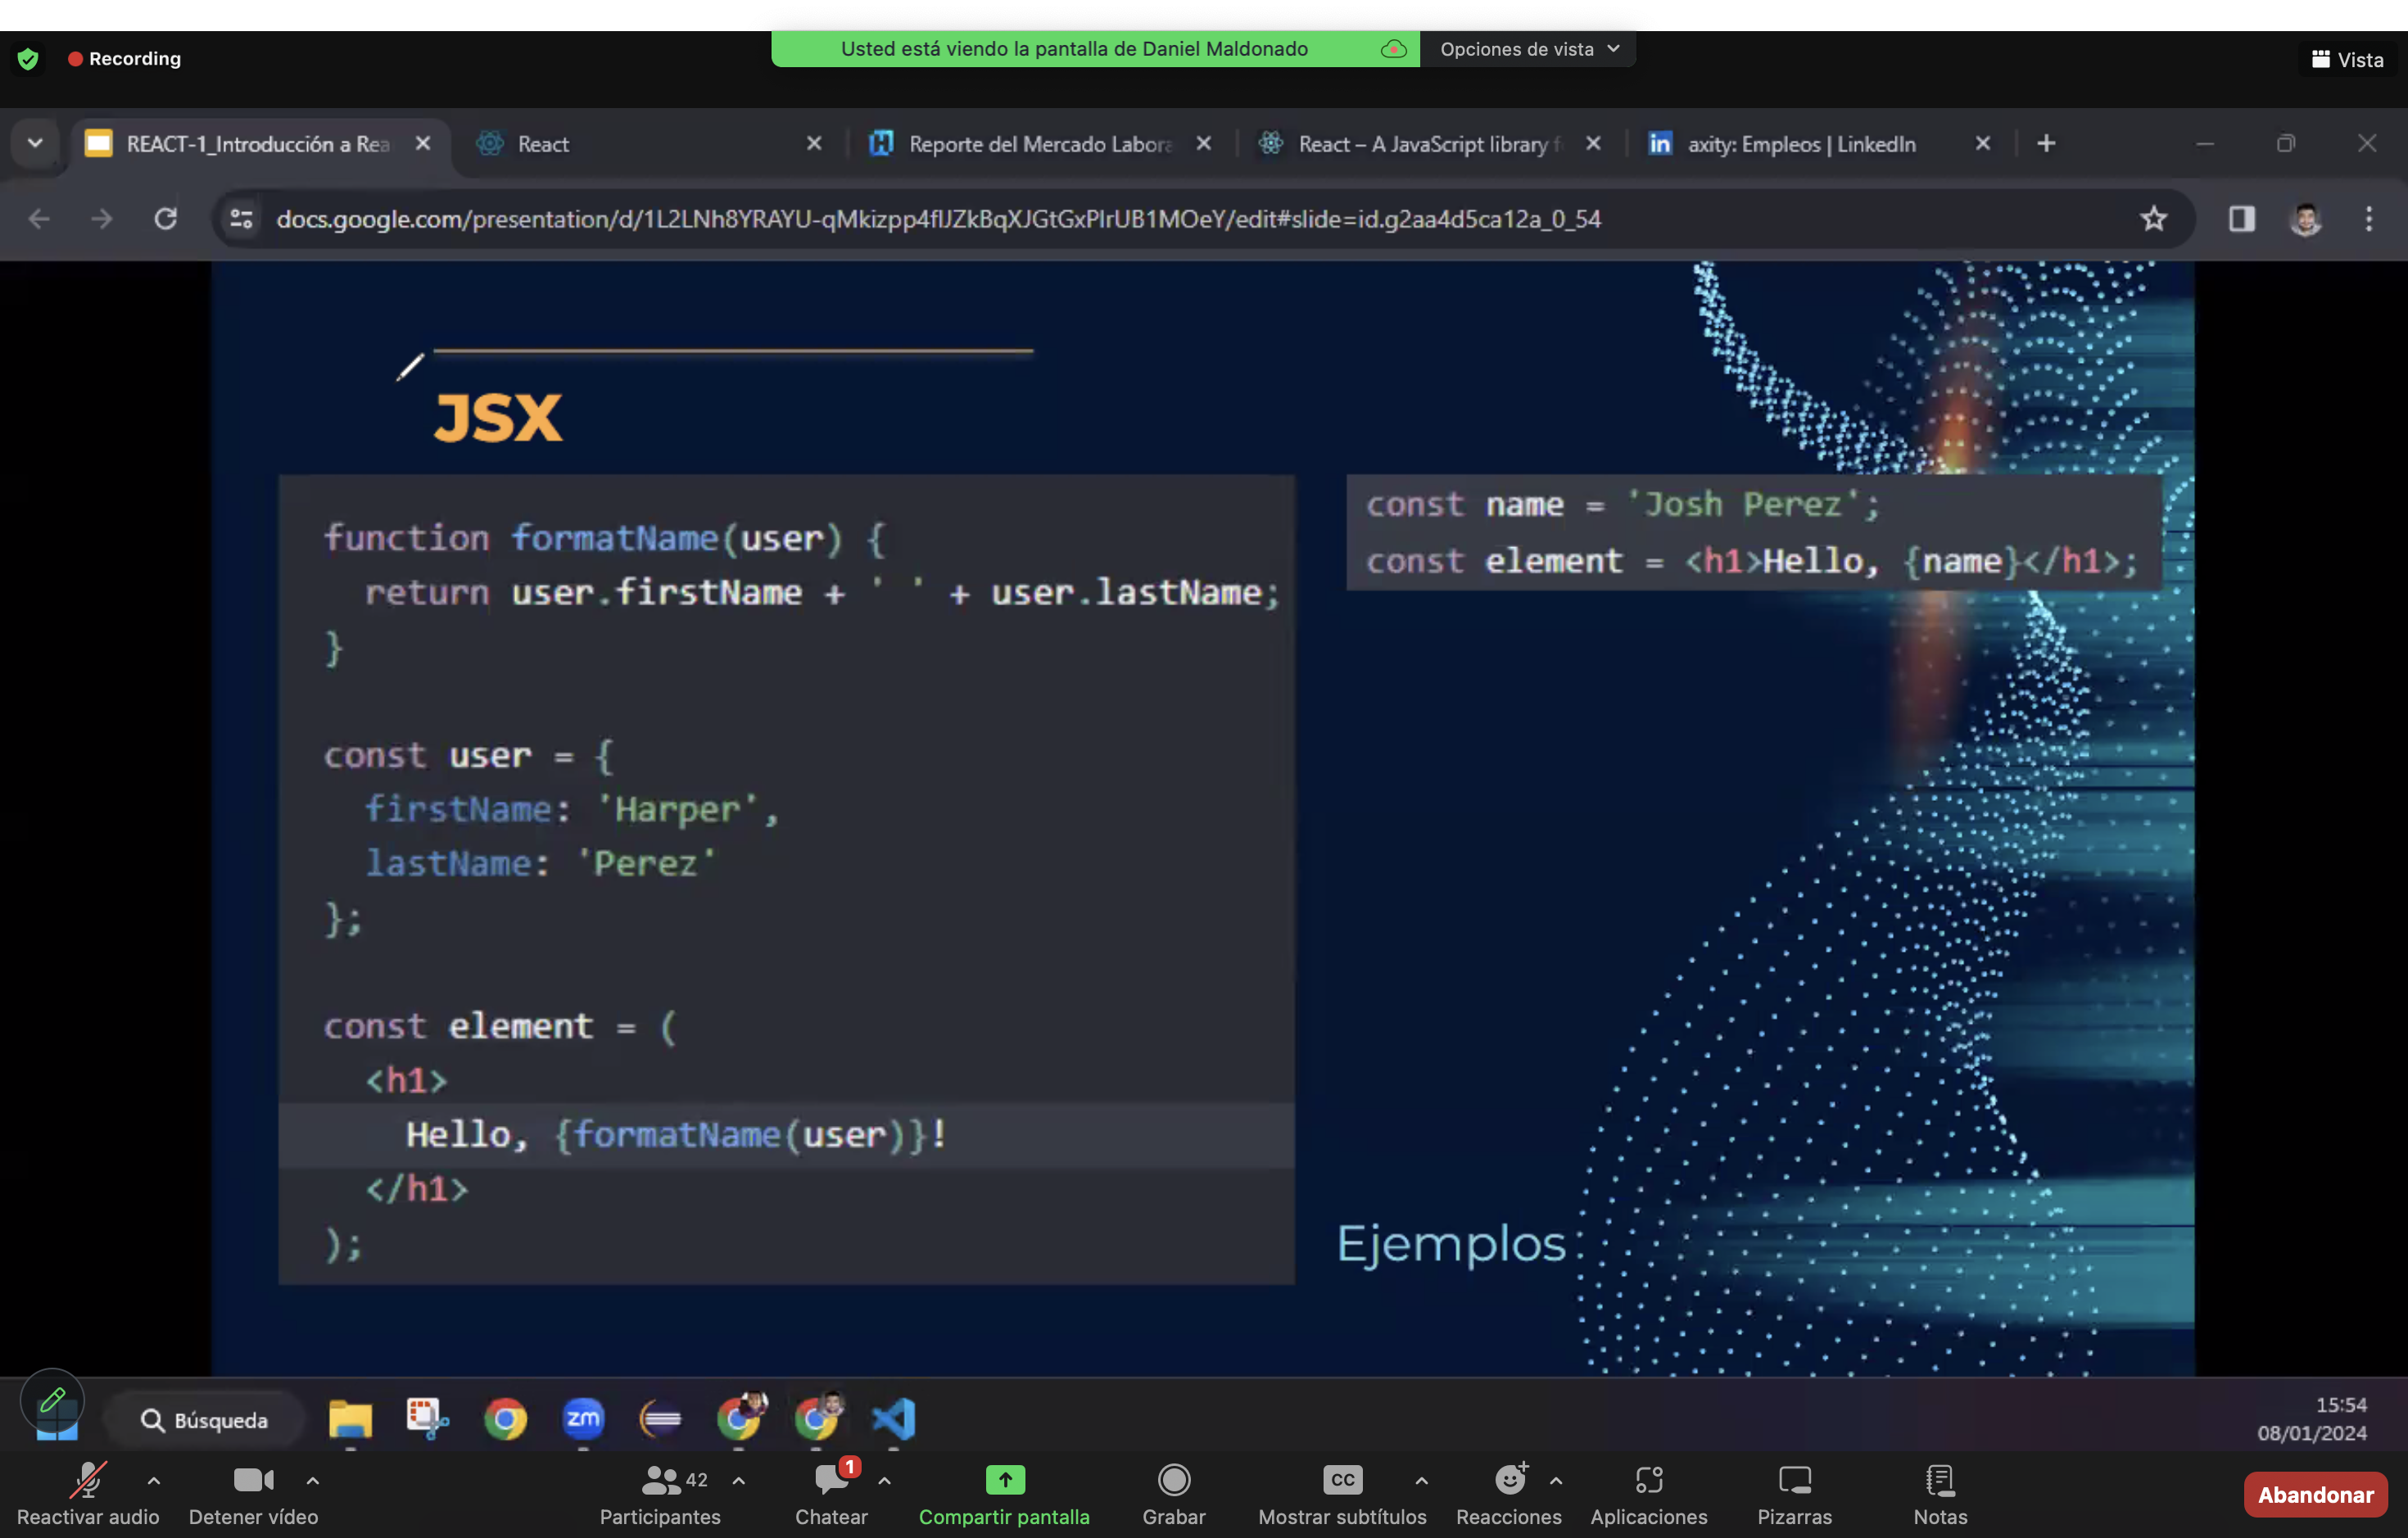 Recording
Usted está viendo la pantalla de Daniel Maldonado
Opciones de vista
Vista
REACT-1_Introducción a Rea
React
Reporte del Mercado Labora
React – A JavaScript library f
axity: Empleos | LinkedIn
docs.google.com/presentation/d/1L2LNh8YRAYU-qMkizpp4flJZkBqXJGtGxPIrUB1MOeY/edit#slide=id.g2aa4d5ca12a_0_54
JSX
function formatName(user) {
return user.firstName + ' ' + user.lastName;
}
const user = {
firstName: 'Harper',
lastName: 'Perez'
};
const element = (
<h1>
Hello, {formatName(user)}!
</h1>
);
const name = 'Josh Perez';
const element = <h1>Hello, {name}</h1>;
Ejemplos:
Búsqueda
zm
15:54
08/01/2024
Reactivar audio
Detener vídeo
42
Participantes
1
Chatear
Compartir pantalla
Grabar
CC
Mostrar subtítulos
Reacciones
Aplicaciones
Pizarras
Notas
Abandonar